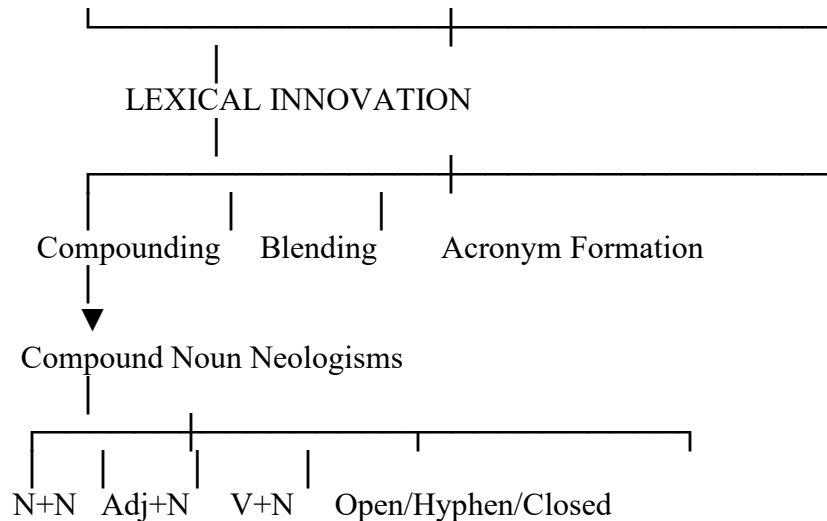 LEXICAL INNOVATION
Compounding Blending Acronym Formation
Compound Noun Neologisms
N+N Adj+N V+N Open/Hyphen/Closed